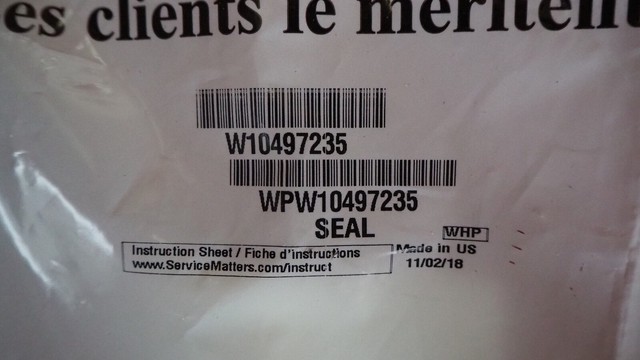 es clients le méritent
W10497235
WPW10497235
SEAL
WHP
Instruction Sheet / Fiche d'instructions
www.ServiceMatters.com/instruct
Made in US
11/02/18